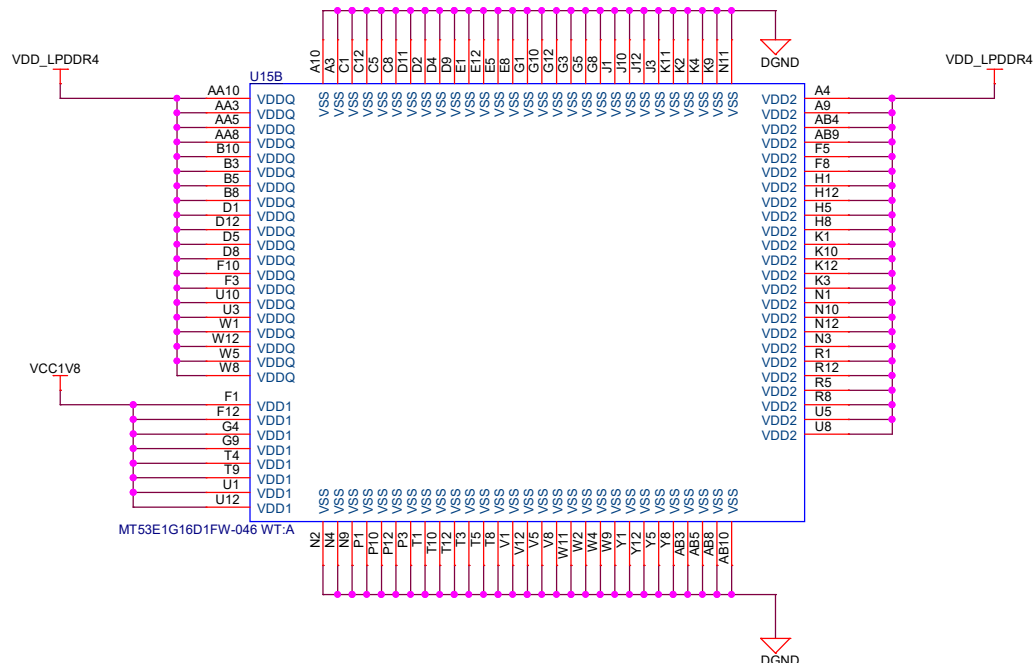 A10 A3 C1 C12 C5 C8 D11 D2 D4 D9 E1 E12 E5 E8 G1 G10 G12 G3 G5 G8 J1 J10 J12 J3 K11 K2 K4 K9 N11
DGND
VDD_LPDDR4
VDD_LPDDR4
U15B
VSS VSS VSS VSS VSS VSS VSS VSS VSS VSS VSS VSS VSS VSS VSS VSS VSS VSS VSS VSS VSS VSS VSS VSS VSS VSS VSS VSS VSS
AA10 VDDQ VDD2 A4
AA3 VDDQ VDD2 A9
AA5 VDDQ VDD2 AB4
AA8 VDDQ VDD2 AB9
B10 VDDQ VDD2 F5
B3 VDDQ VDD2 F8
B5 VDDQ VDD2 H1
B8 VDDQ VDD2 H12
D1 VDDQ VDD2 H5
D12 VDDQ VDD2 H8
D5 VDDQ VDD2 K1
D8 VDDQ VDD2 K10
F10 VDDQ VDD2 K12
F3 VDDQ VDD2 K3
U10 VDDQ VDD2 N1
U3 VDDQ VDD2 N10
W1 VDDQ VDD2 N12
W12 VDDQ VDD2 N3
W5 VDDQ VDD2 R1
W8 VDDQ VDD2 R12
VCC1V8
VDD2 R5
F1 VDD1 VDD2 R8
F12 VDD1 VDD2 U5
G4 VDD1 VDD2 U8
G9 VDD1
T4 VDD1
T9 VDD1
U1 VDD1
U12 VDD1
VSS VSS VSS VSS VSS VSS VSS VSS VSS VSS VSS VSS VSS VSS VSS VSS VSS VSS VSS VSS VSS VSS VSS VSS VSS VSS VSS VSS VSS
MT53E1G16D1FW-046 WT:A
N2 N4 N9 P1 P10 P12 P3 T1 T10 T12 T3 T5 T8 V1 V12 V5 V8 W11 W2 W4 W9 Y1 Y12 Y5 Y8 AB3 AB5 AB8 AB10
DGND